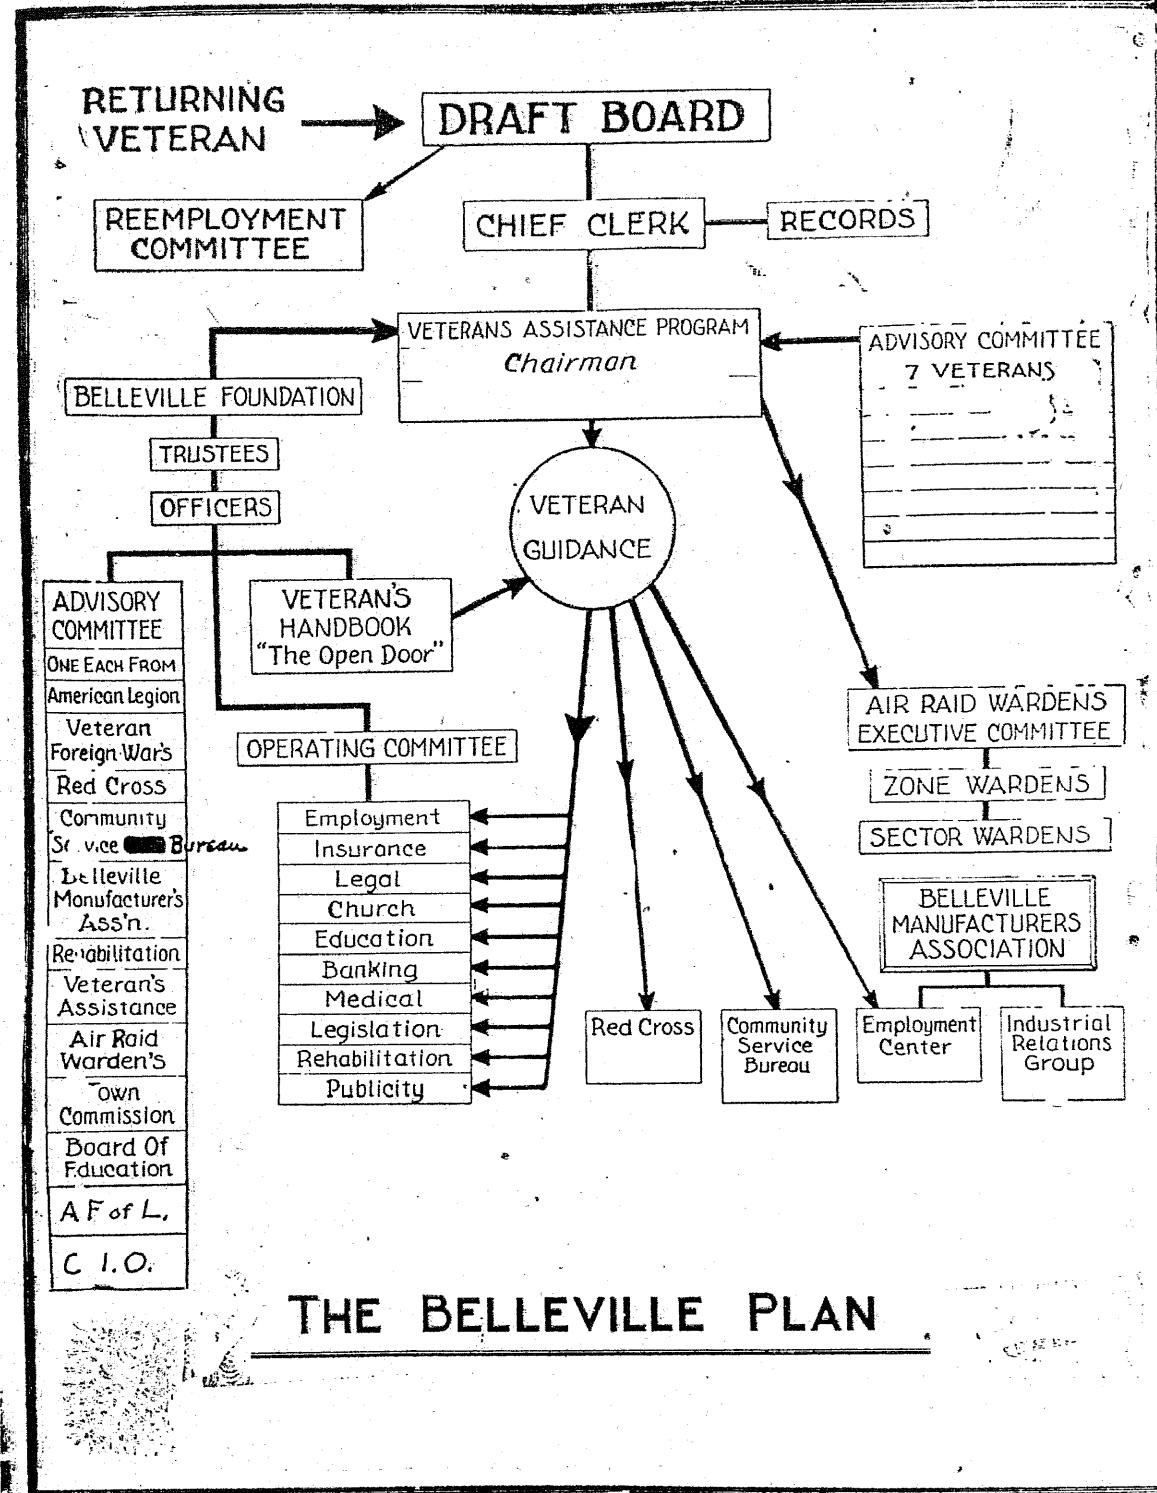 RETURNING
VETERAN
DRAFT BOARD
REEMPLOYMENT
COMMITTEE
CHIEF CLERK
RECORDS
VETERANS ASSISTANCE PROGRAM
Chairman
ADVISORY COMMITTEE
7 VETERANS
BELLEVILLE FOUNDATION
TRUSTEES
OFFICERS
VETERAN
GUIDANCE
ADVISORY
COMMITTEE
ONE EACH FROM
American Legion
Veteran
Foreign War's
Red Cross
Community
Service Bureau
Belleville
Manufacturer's
Ass'n.
Rehabilitation
Veteran's
Assistance
Air Raid
Warden's
Town
Commission
Board Of
Education
A F of L.
C I.O.
VETERAN'S
HANDBOOK
"The Open Door"
OPERATING COMMITTEE
Employment
Insurance
Legal
Church
Education
Banking
Medical
Legislation
Rehabilitation
Publicity
AIR RAID WARDENS
EXECUTIVE COMMITTEE
ZONE WARDENS
SECTOR WARDENS
BELLEVILLE
MANUFACTURERS
ASSOCIATION
Red Cross
Community
Service
Bureau
Employment
Center
Industrial
Relations
Group
THE BELLEVILLE PLAN